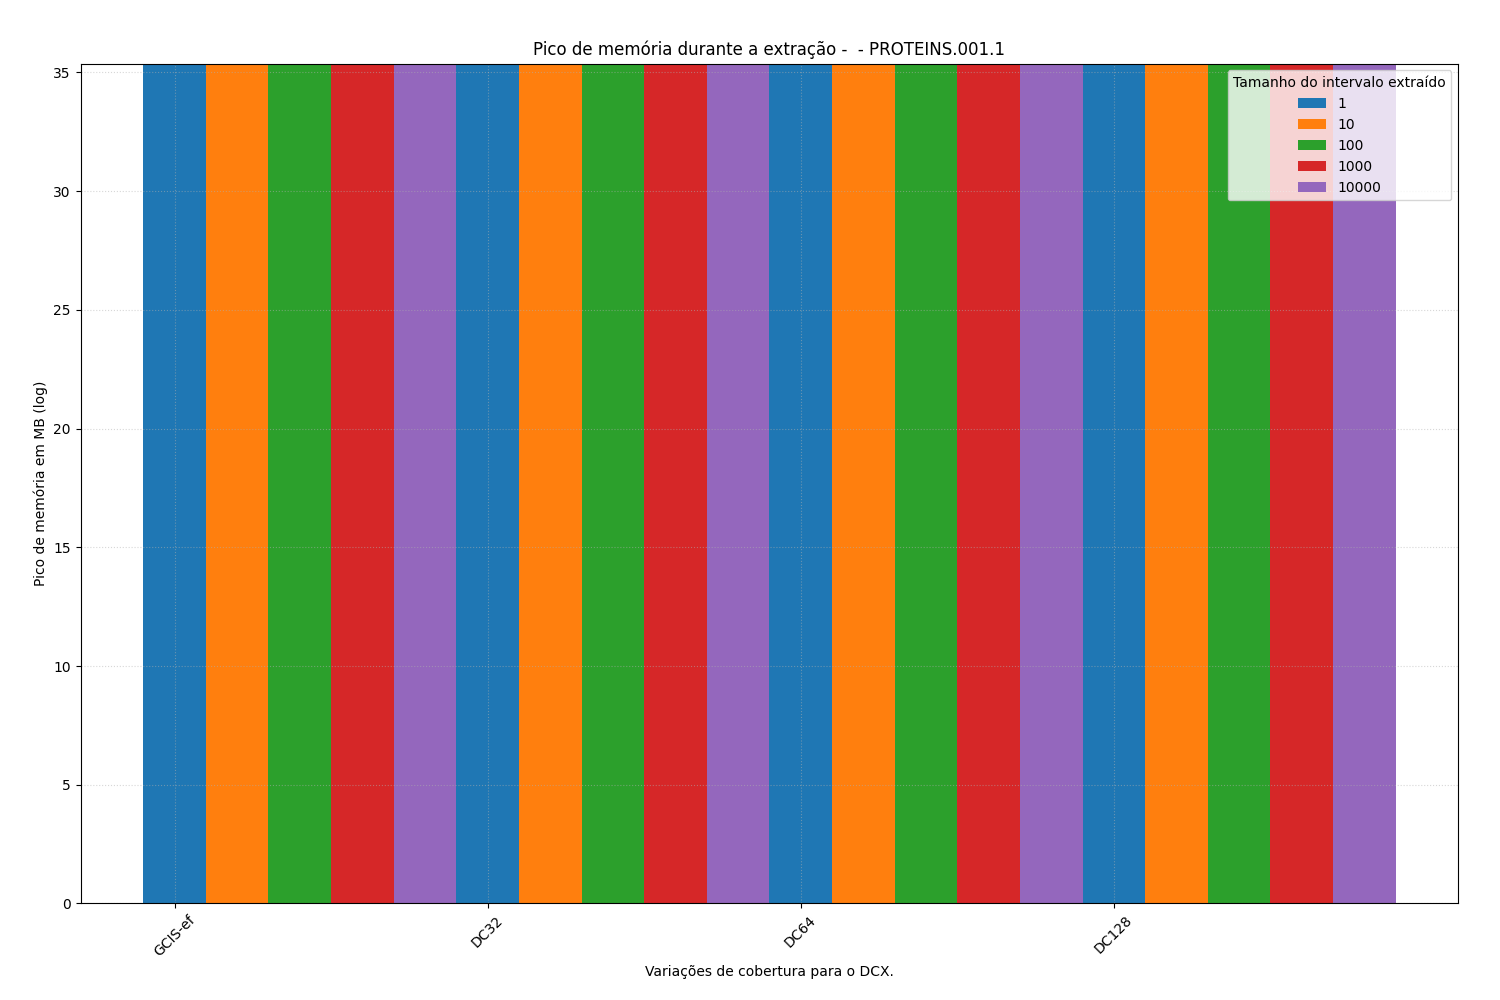 Pico de memória durante a extração -  - PROTEINS.001.1
Pico de memória em MB (log)
35
30
25
20
15
10
5
0
Tamanho do intervalo extraído
1
10
100
1000
10000
GCIS-ef
DC32
DC64
DC128
Variações de cobertura para o DCX.